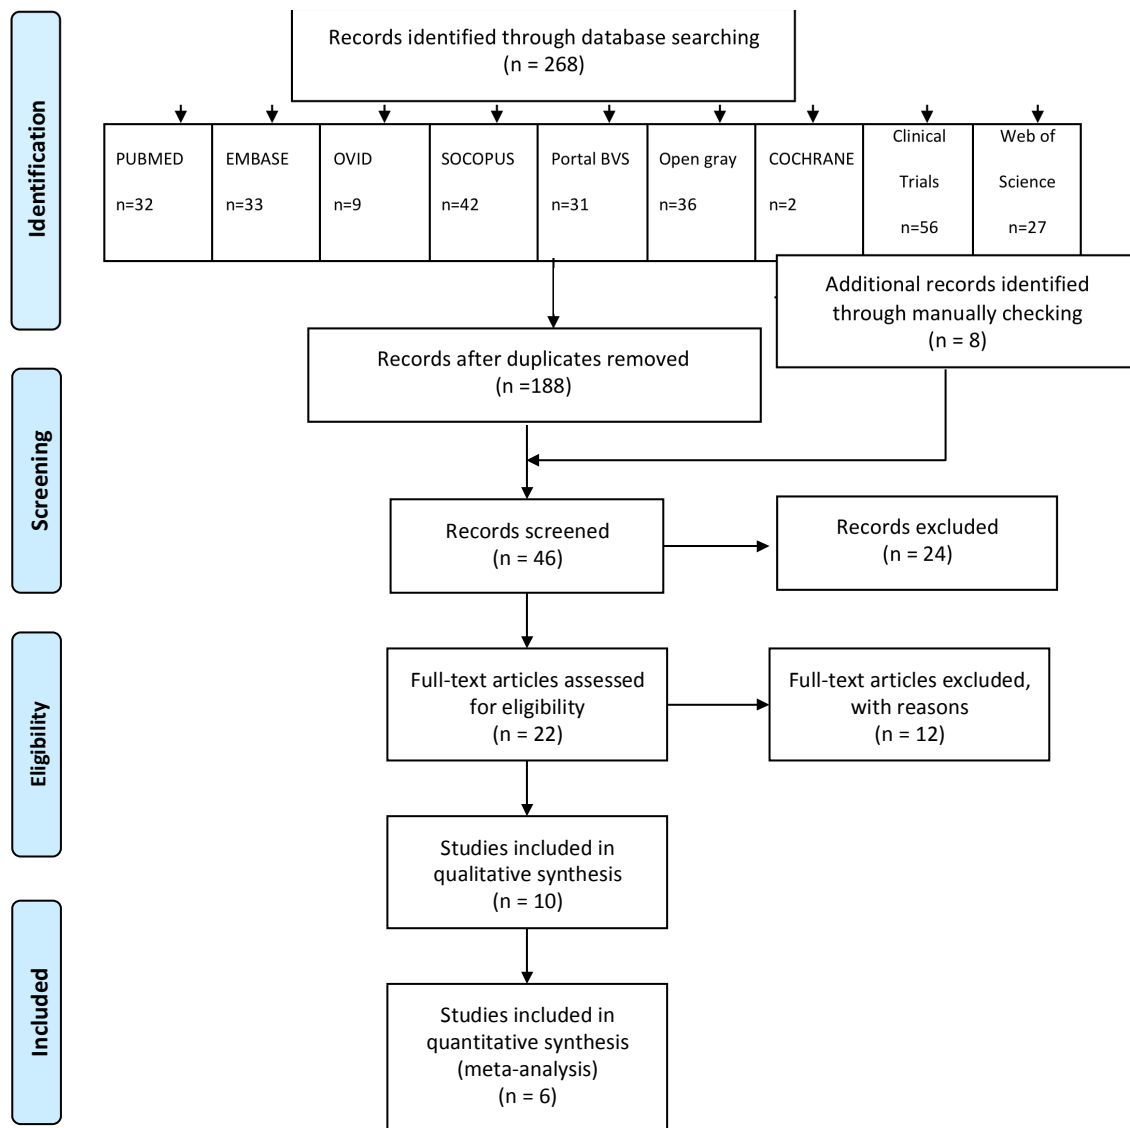 Identification
Records identified through database searching
(n = 268)
PUBMED
n=32
EMBASE
n=33
OVID
n=9
SOCOPUS
n=42
Portal BVS
n=31
Open gray
n=36
COCHRANE
n=2
Clinical
Trials
n=56
Web of
Science
n=27
Additional records identified
through manually checking
(n = 8)
Records after duplicates removed
(n =188)
Screening
Records screened
(n = 46)
Records excluded
(n = 24)
Eligibility
Full-text articles assessed
for eligibility
(n = 22)
Full-text articles excluded,
with reasons
(n = 12)
Studies included in
qualitative synthesis
(n = 10)
Included
Studies included in
quantitative synthesis
(meta-analysis)
(n = 6)